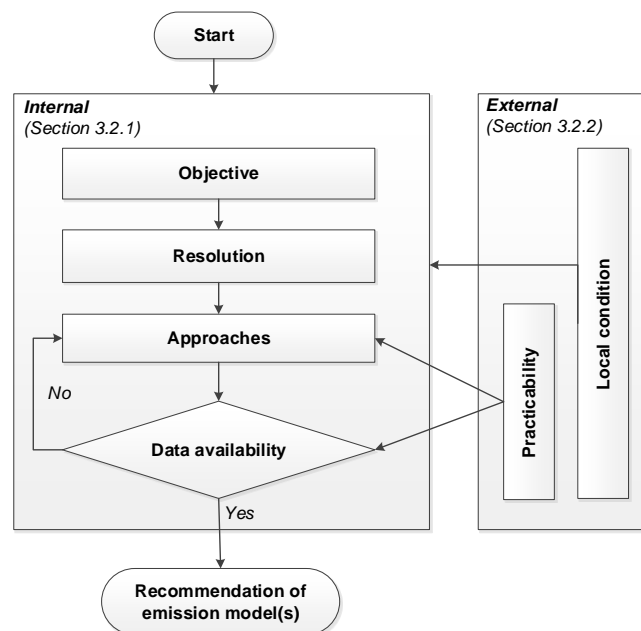 Start
Internal
(Section 3.2.1)
Objective
Resolution
Approaches
No
Data availability
Yes
Recommendation of
emission model(s)
External
(Section 3.2.2)
Practicability
Local condition